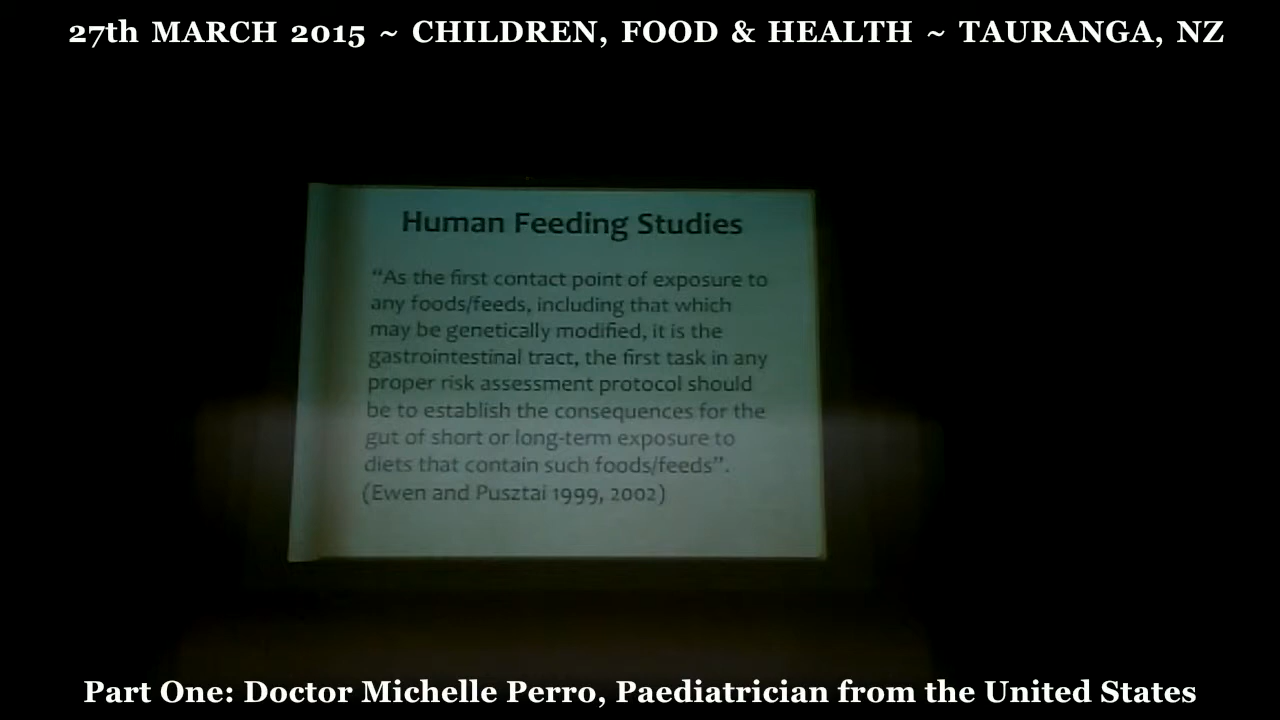 27th MARCH 2015 ~ CHILDREN, FOOD & HEALTH ~ TAURANGA, NZ
Human Feeding Studies
“As the first contact point of exposure to
any foods/feeds, including that which
may be genetically modified, it is the
gastrointestinal tract, the first task in any
proper risk assessment protocol should
be to establish the consequences for the
gut of short or long-term exposure to
diets that contain such foods/feeds”.
(Ewen and Pusztai 1999, 2002)
Part One: Doctor Michelle Perro, Paediatrician from the United States